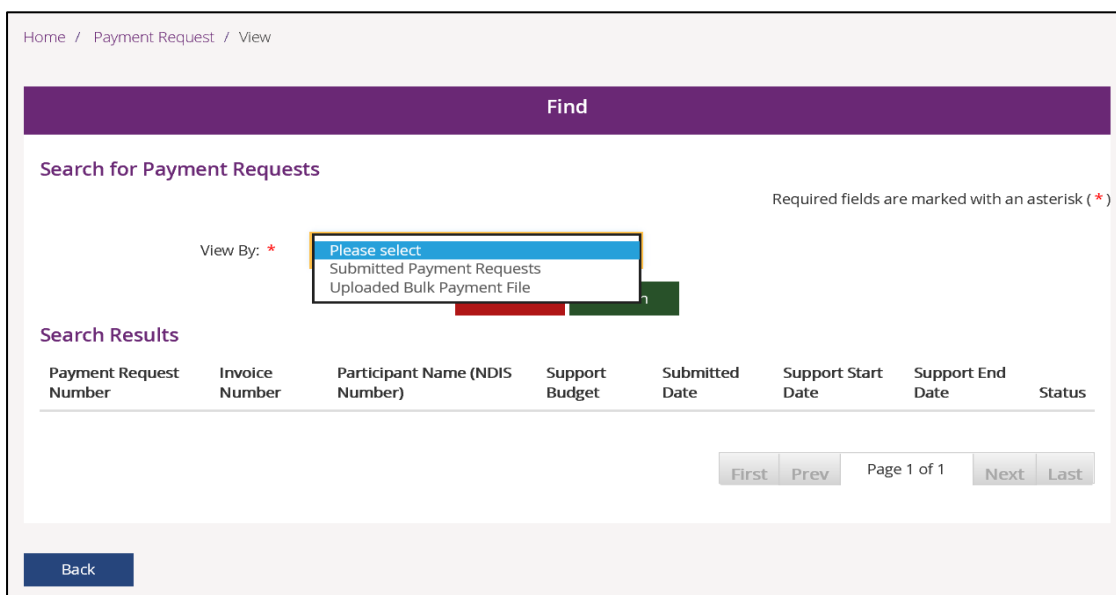 Home / Payment Request / View
Find
Search for Payment Requests
Required fields are marked with an asterisk (*)
View By: *
Please select
Submitted Payment Requests
Uploaded Bulk Payment File
Search Results
Payment Request Number
Invoice Number
Participant Name (NDIS Number)
Support Budget
Submitted Date
Support Start Date
Support End Date
Status
First Prev Page 1 of 1 Next Last
Back